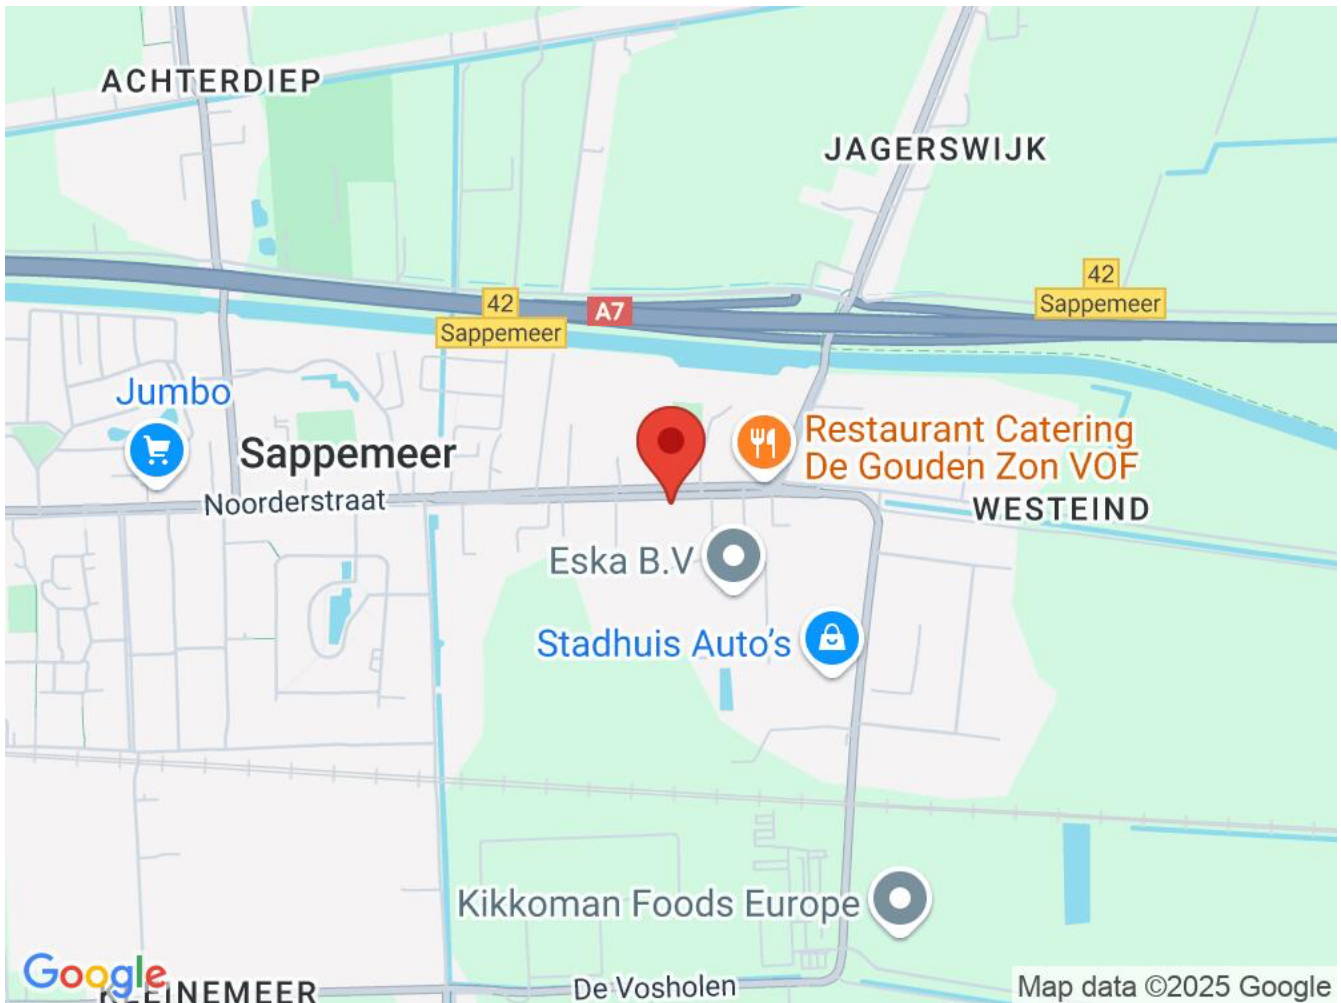 ACHTERDIEP
JAGERSWIJK
42
Sappemeer
42
Sappemeer
A7
Jumbo
Sappemeer
Restaurant Catering
De Gouden Zon VOF
Noorderstraat
WESTEIND
Eska B.V
Stadhuis Auto's
Kikkoman Foods Europe
Google
KLEINEMEER
De Vosholen
Map data ©2025 Google